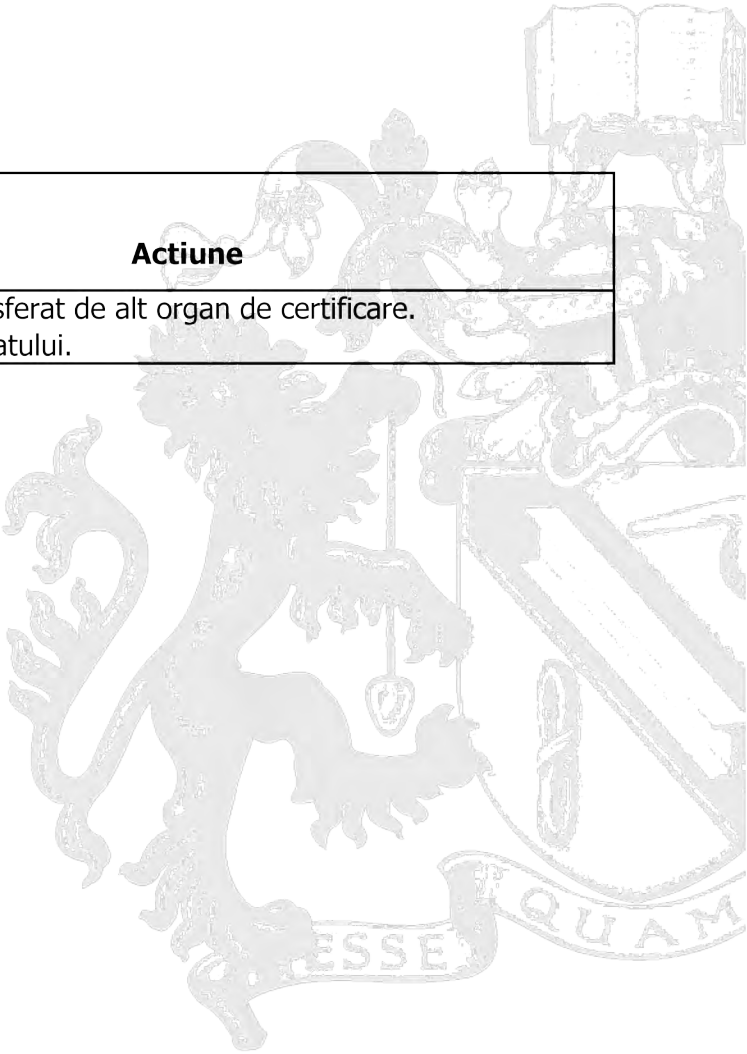 Actiune
sferat de alt organ de certificare.
atului.
ESSE
QUAM